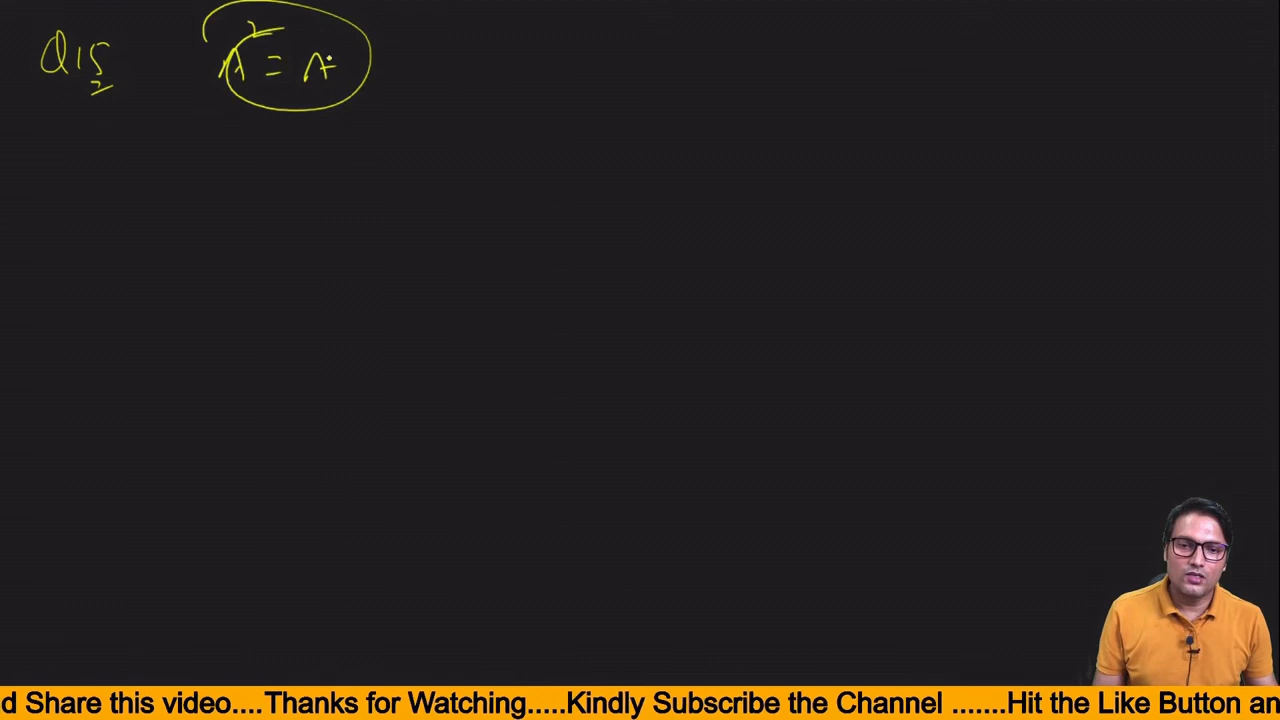 Q15 A² = A
d Share this video....Thanks for Watching.....Kindly Subscribe the Channel .......Hit the Like Button an